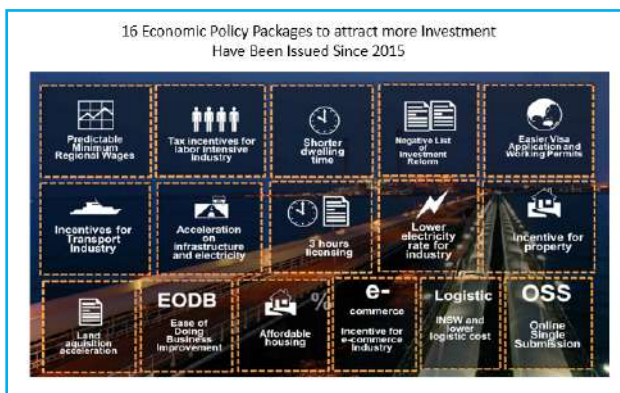 16 Economic Policy Packages to attract more Investment
Have Been Issued Since 2015
Predictable
Minimum
Regional Wages
Tax incentives for
labor intensive
Industry
Shorter
dwelling
time
Negative List
of
Investment
Reform
Easier Visa
Application and
Working Permits
Incentives for
Transport
Industry
Acceleration
on
infrastructure
and electricity
3 hours
licensing
Lower
electricity
rate for
industry
Incentive for
property
Land
aquisition
acceleration
EODB
Ease of
Doing
Business
Improvement
%
Affordable
housing
e-
commerce
Incentive for
e-commerce
Industry
Logistic
INSW and
lower
logistic cost
OSS
Online
Single
Submission